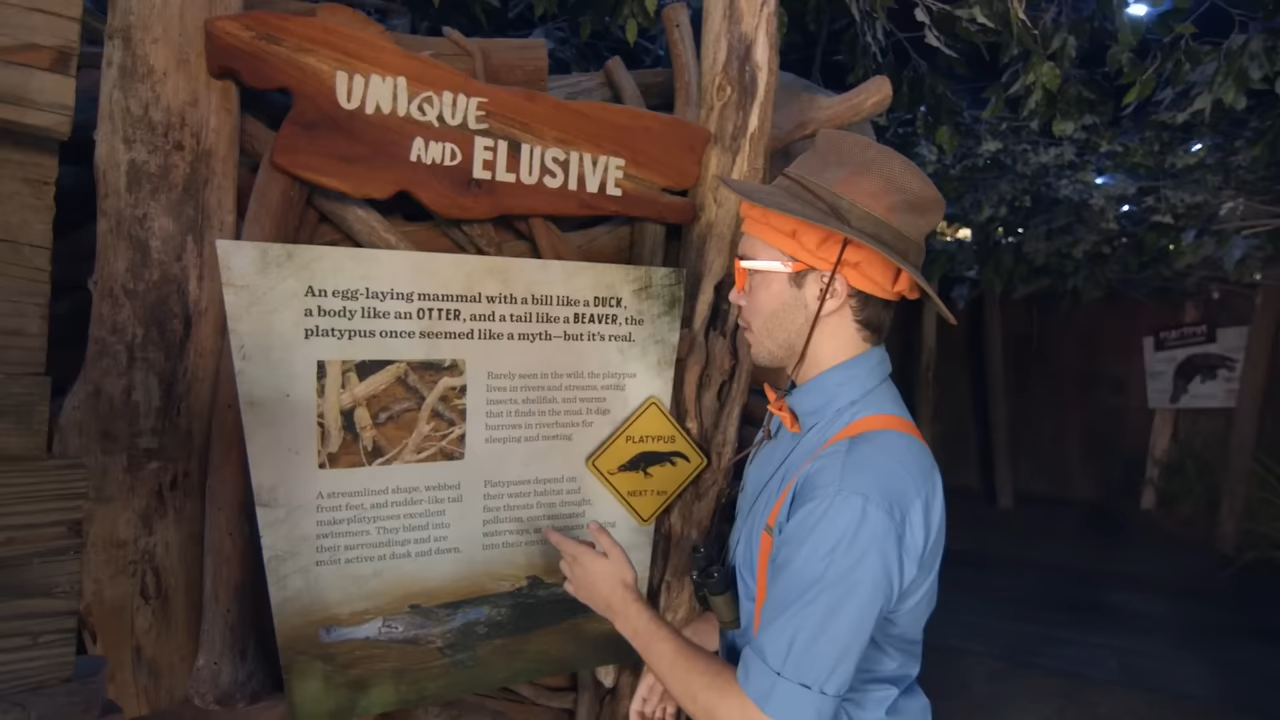 UNIQUE
AND ELUSIVE
An egg-laying mammal with a bill like a DUCK,
a body like an OTTER, and a tail like a BEAVER, the
platypus once seemed like a myth—but it's real.
Rarely seen in the wild, the platypus
lives in rivers and streams, eating
insects, shellfish, and worms
that it finds in the mud. It digs
burrows in riverbanks for
sleeping and nesting.
PLATYPUS
NEXT 7 km
A streamlined shape, webbed
front feet, and rudder-like tail
make platypuses excellent
swimmers. They blend into
their surroundings and are
most active at dusk and dawn.
Platypuses depend on
their water habitat and
face threats from drought,
pollution, contaminated
waterways, humans
into their
PLATYPUS